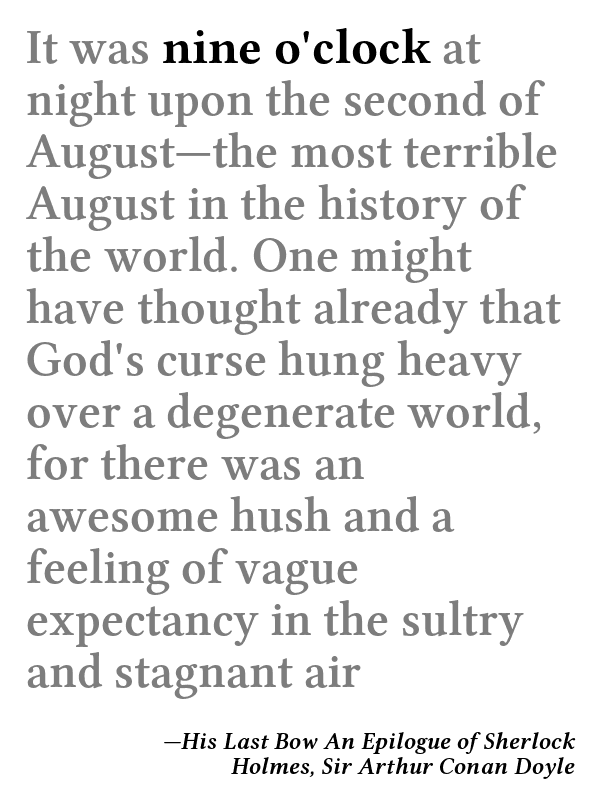 It was nine o'clock at
night upon the second of
August—the most terrible
August in the history of
the world. One might
have thought already that
God's curse hung heavy
over a degenerate world,
for there was an
awesome hush and a
feeling of vague
expectancy in the sultry
and stagnant air
—His Last Bow An Epilogue of Sherlock
Holmes, Sir Arthur Conan Doyle